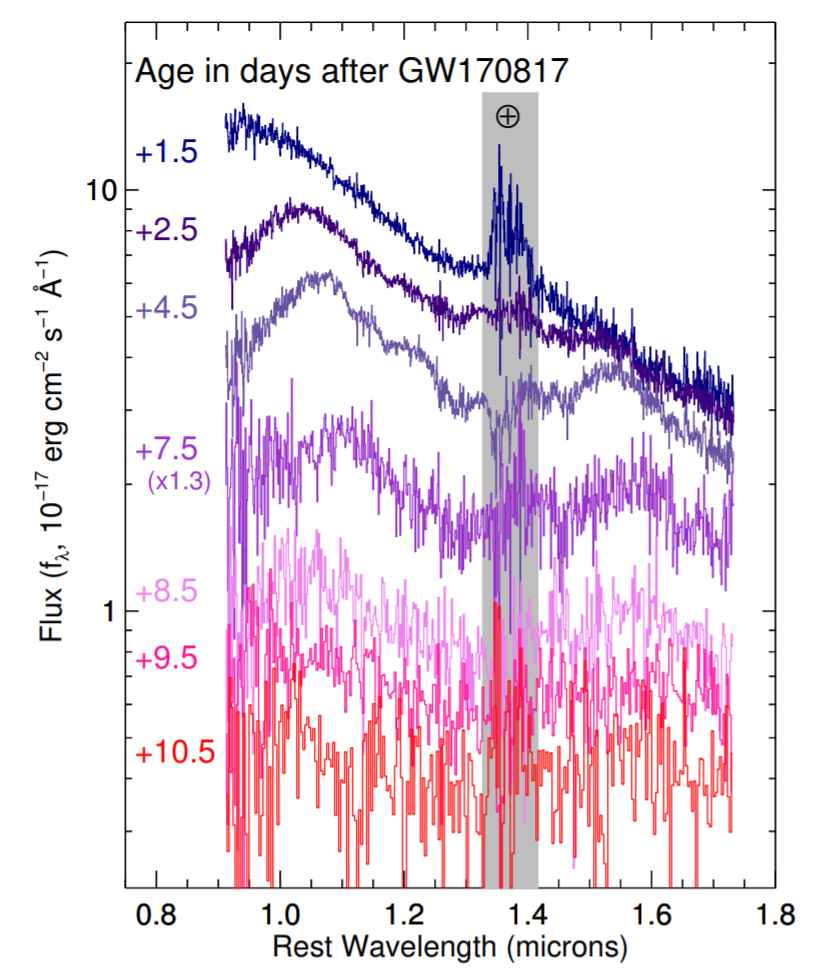 Age in days after GW170817
⊕
+1.5
10
+2.5
+4.5
+7.5
(x1.3)
+8.5
1
+9.5
+10.5
Flux (fλ, 10⁻¹⁷ erg cm⁻² s⁻¹ Å⁻¹)
0.8 1.0 1.2 1.4 1.6 1.8
Rest Wavelength (microns)